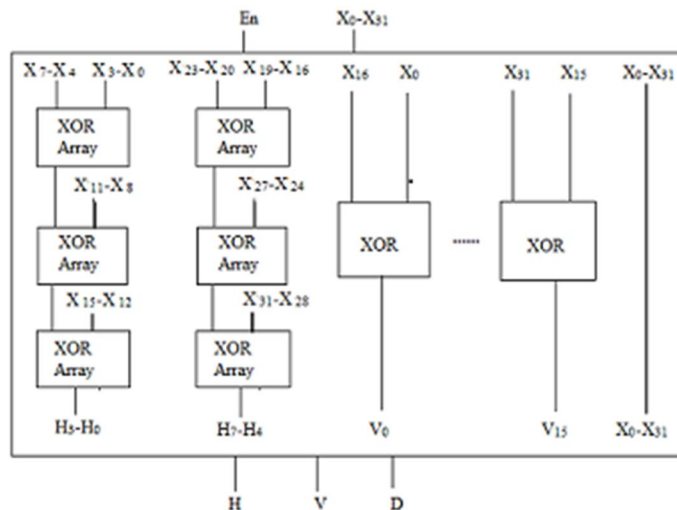 En X₀-X₃₁
X₇-X₄ X₃-X₀ X₂₃-X₂₀ X₁₉-X₁₆ X₁₆ X₀ X₃₁ X₁₅ X₀-X₃₁
XOR Array XOR Array
X₁₁-X₈ X₂₇-X₂₄
XOR Array XOR Array XOR ...... XOR
X₁₅-X₁₂ X₃₁-X₂₈
XOR Array XOR Array
H₃-H₀ H₇-H₄ V₀ V₁₅ X₀-X₃₁
H V D